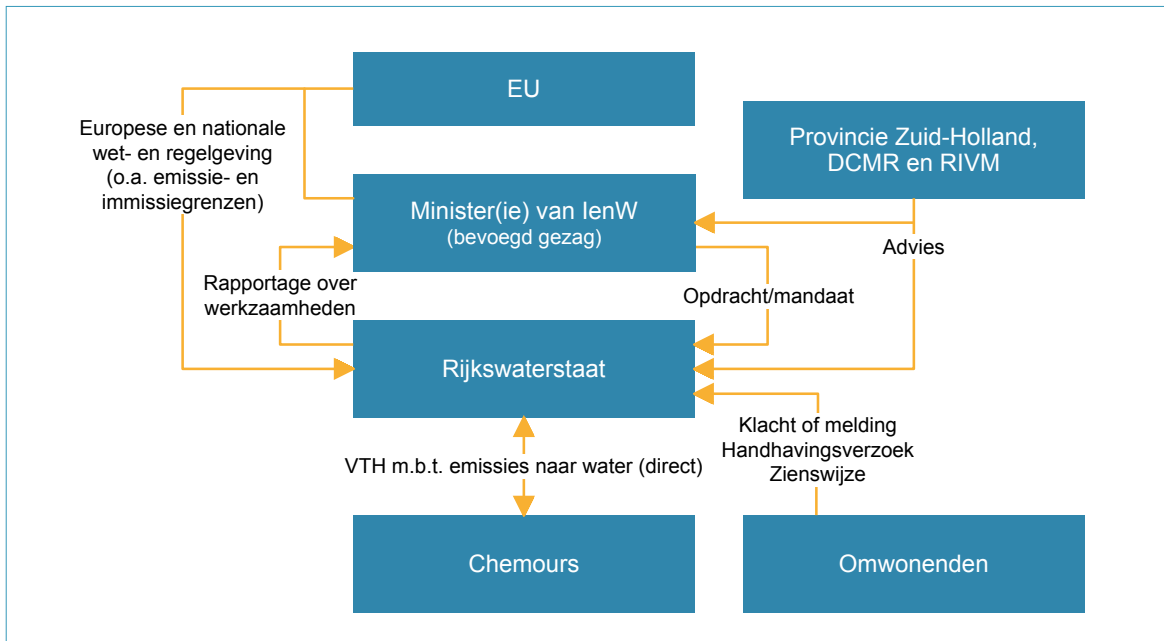 EU
Europese en nationale
wet- en regelgeving
(o.a. emissie- en
immissiegrenzen)
Provincie Zuid-Holland,
DCMR en RIVM
Minister(ie) van IenW
(bevoegd gezag)
Advies
Rapportage over
werkzaamheden
Opdracht/mandaat
Rijkswaterstaat
Klacht of melding
Handhavingsverzoek
Zienswijze
VTH m.b.t. emissies naar water (direct)
Chemours
Omwonenden